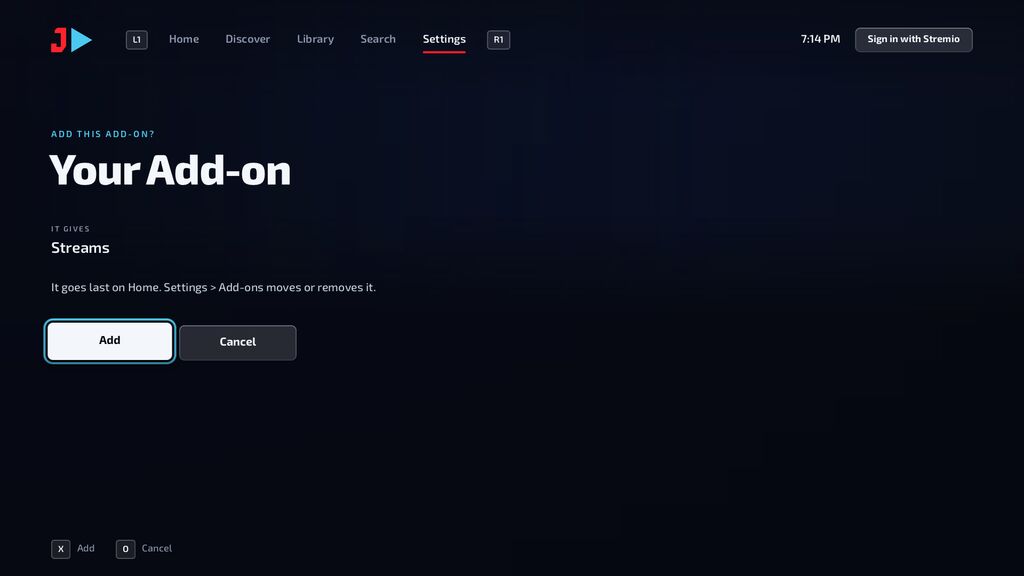 J
L1 Home Discover Library Search Settings R1 7:14 PM Sign in with Stremio
ADD THIS ADD-ON?
Your Add-on
IT GIVES
Streams
It goes last on Home. Settings > Add-ons moves or removes it.
Add Cancel
X Add O Cancel